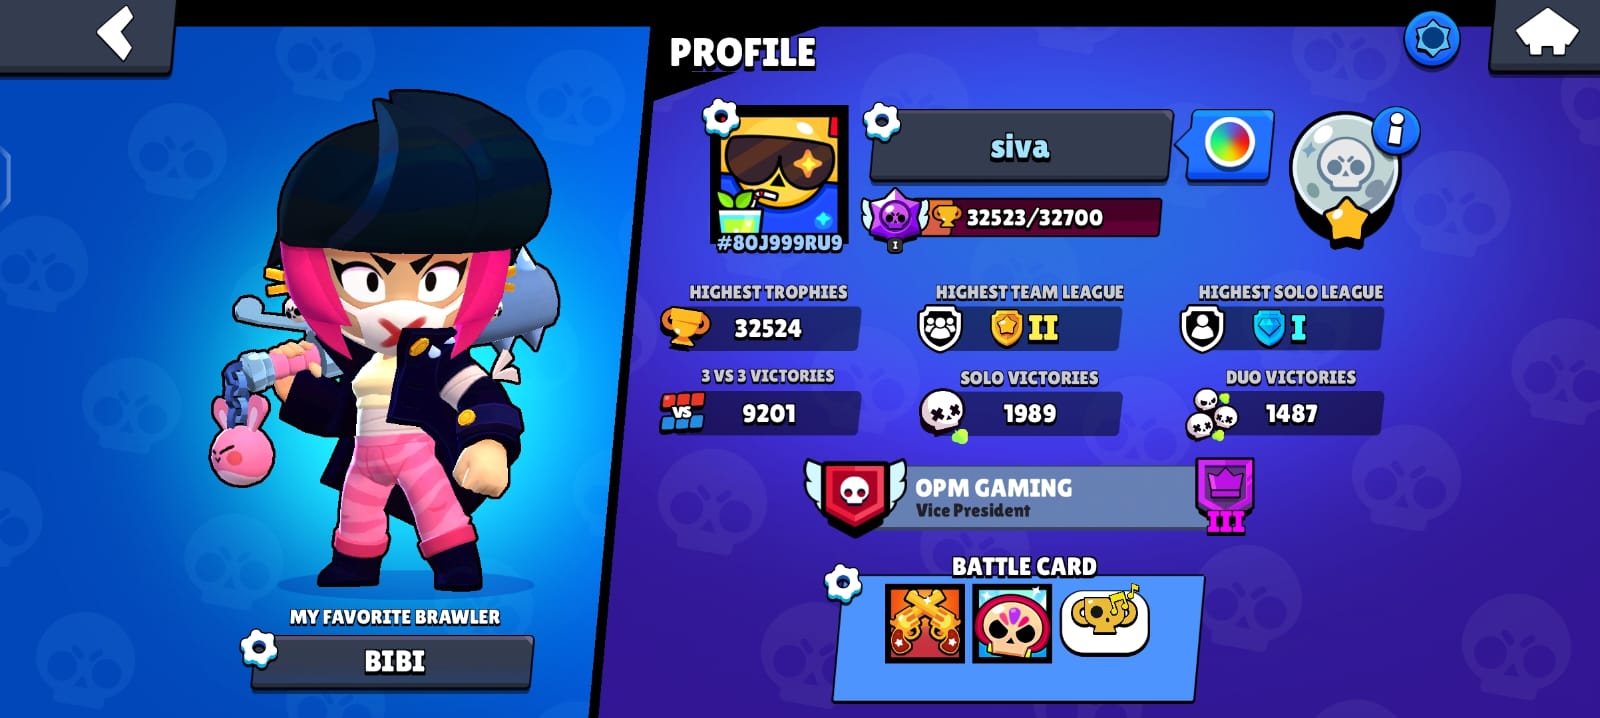 PROFILE
siva
#80J999RU9
I
32523/32700
HIGHEST TROPHIES
32524
HIGHEST TEAM LEAGUE
II
HIGHEST SOLO LEAGUE
I
3 VS 3 VICTORIES
VS
9201
SOLO VICTORIES
1989
DUO VICTORIES
1487
OPM GAMING
Vice President
III
BATTLE CARD
MY FAVORITE BRAWLER
BIBI